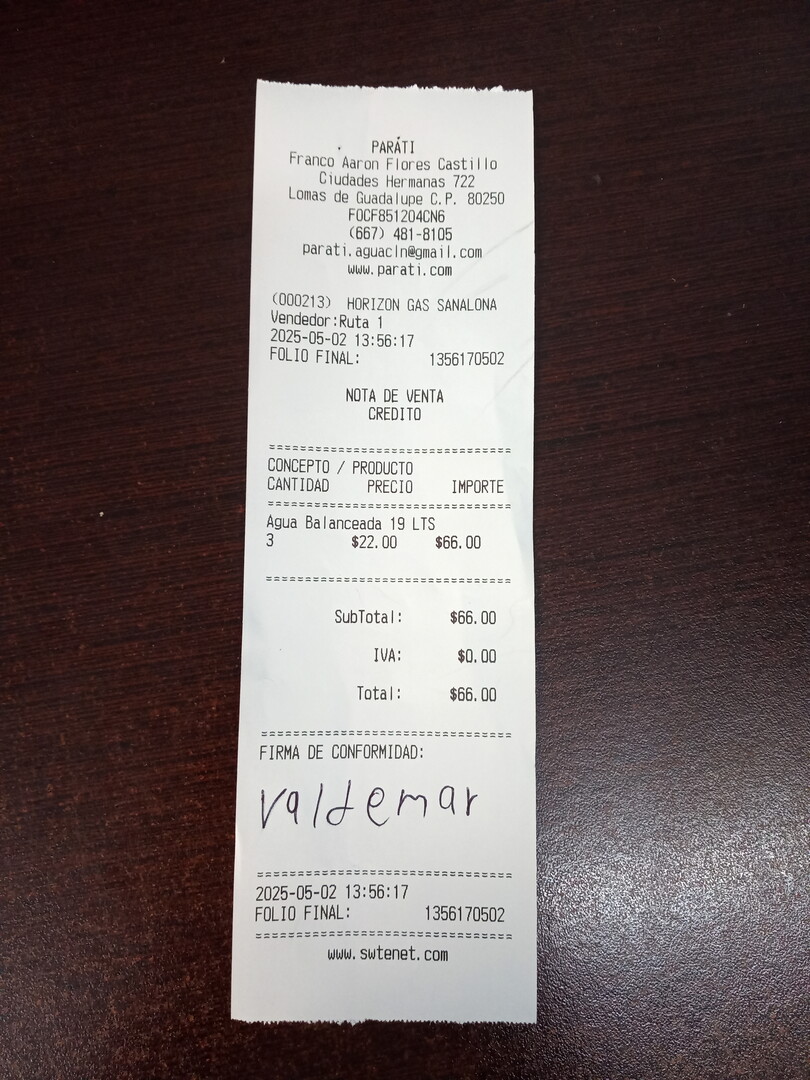 PARATI
Franco Aaron Flores Castillo
Ciudades Hermanas 722
Lomas de Guadalupe C.P. 80250
FOCF851204CN6
(667) 481-8105
parati.aguacln@gmail.com
www.parati.com
(000213) HORIZON GAS SANALONA
Vendedor:Ruta 1
2025-05-02 13:56:17
FOLIO FINAL: 1356170502
NOTA DE VENTA
CREDITO
================================
CONCEPTO / PRODUCTO
CANTIDAD PRECIO IMPORTE
================================
Agua Balanceada 19 LTS
3 $22.00 $66.00
================================
SubTotal: $66.00
IVA: $0.00
Total: $66.00
================================
FIRMA DE CONFORMIDAD:
Valdemar
================================
2025-05-02 13:56:17
FOLIO FINAL: 1356170502
================================
www.swtenet.com